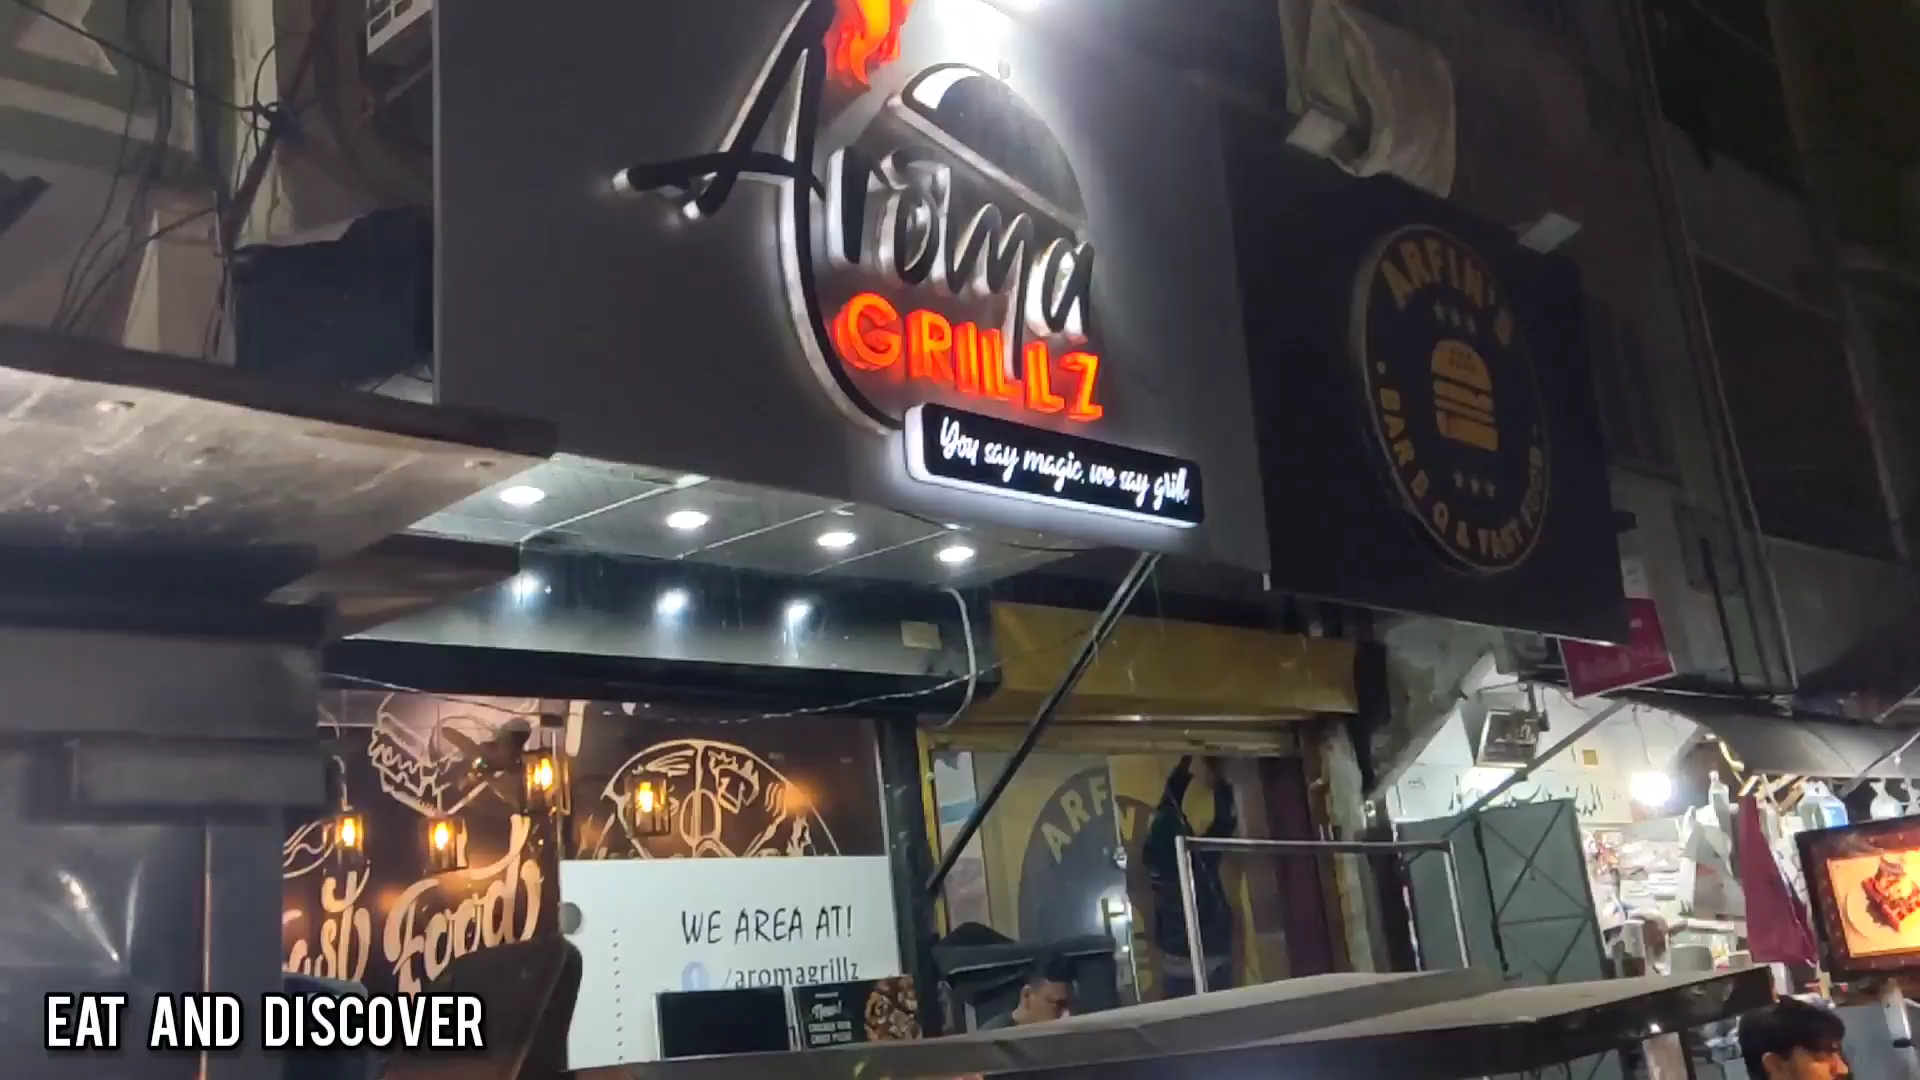 Aroma
GRILLZ
You say magic, we say grill,
ARFIN'S
BAR B Q & FAST FOOD
ARFIN
Fast Food
WE AREA AT!
/aromagrillz
EAT AND DISCOVER